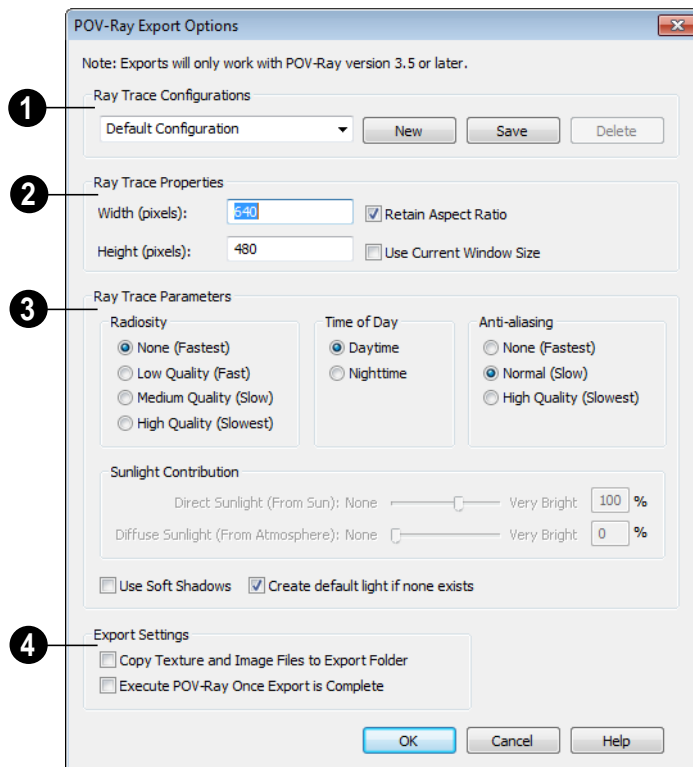 POV-Ray Export Options
Note: Exports will only work with POV-Ray version 3.5 or later.
1
Ray Trace Configurations
Default Configuration New Save Delete
2
Ray Trace Properties
Width (pixels): 640 Retain Aspect Ratio
Height (pixels): 480 Use Current Window Size
3
Ray Trace Parameters
Radiosity Time of Day Anti-aliasing
None (Fastest) Daytime None (Fastest)
Low Quality (Fast) Nighttime Normal (Slow)
Medium Quality (Slow) High Quality (Slowest)
High Quality (Slowest)
Sunlight Contribution
Direct Sunlight (From Sun): None Very Bright 100 %
Diffuse Sunlight (From Atmosphere): None Very Bright 0 %
Use Soft Shadows Create default light if none exists
4
Export Settings
Copy Texture and Image Files to Export Folder
Execute POV-Ray Once Export is Complete
OK Cancel Help